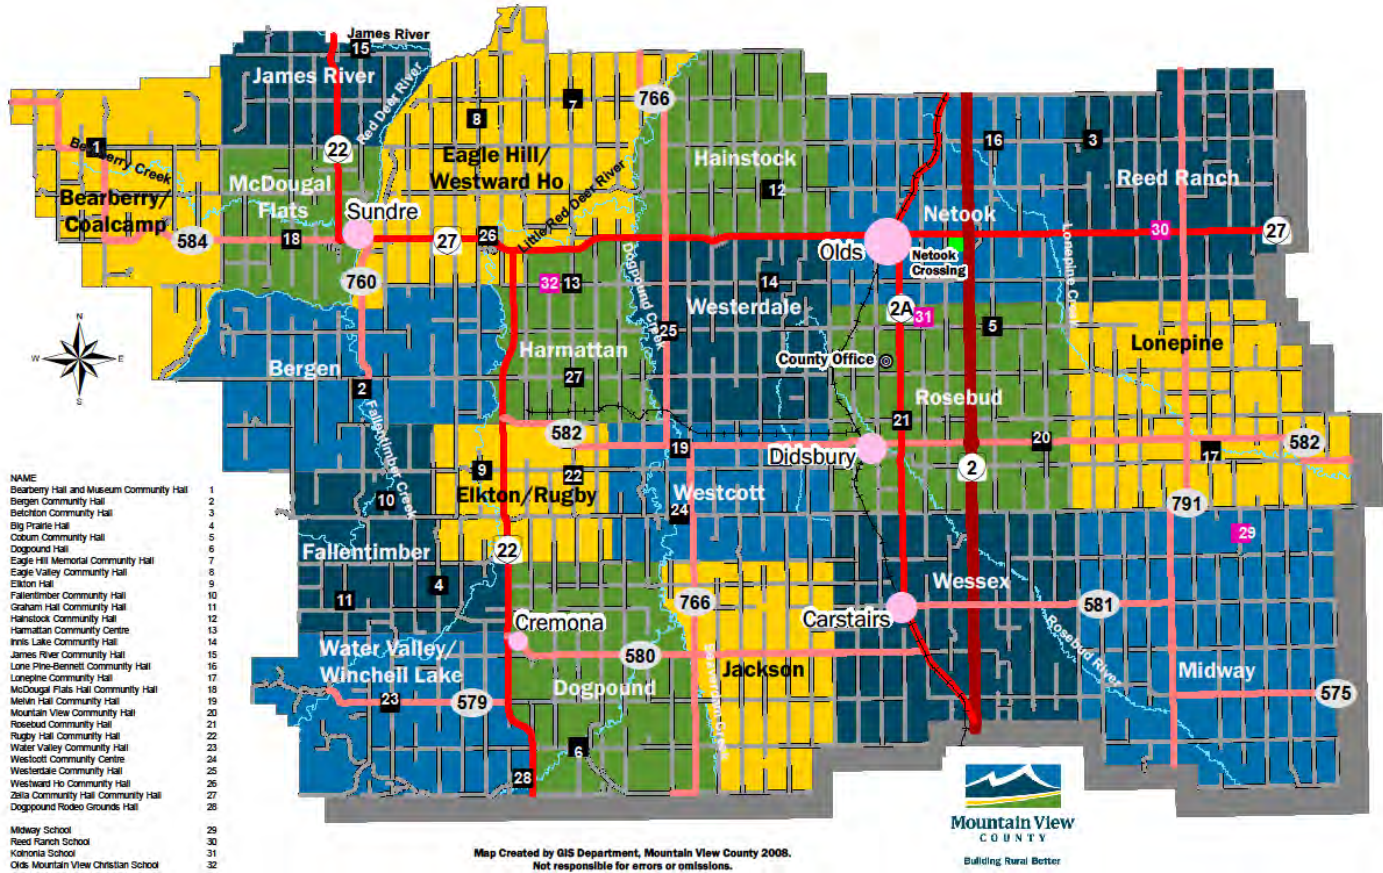 James River
15
James River
Red Deer River
766
7
8
22
1
Bearberry Creek
Eagle Hill/
Westward Ho
Hainstock
16
3
Reed Ranch
McDougal
Flats
Bearberry/
Coalcamp
Little Red Deer River
12
Sundre
Netook
584
18
27
26
Olds
Netook
Crossing
30
27
Lonepine Creek
760
32
13
Dogpound Creek
14
Westerdale
2A
31
5
25
N
W
E
S
Harmattan
County Office
Lonepine
Bergen
27
2
Rosebud
Fallentimber Creek
582
21
20
582
19
Didsbury
17
9
22
2
Elkton/Rugby
Westcott
10
24
791
Fallentimber
22
29
4
Wessex
11
766
581
Cremona
Carstairs
Rosebud River
Water Valley/
Winchell Lake
580
Jackson
Midway
23
579
Dogpound
575
6
28
NAME
Bearberry Hall and Museum Community Hall 1
Bergen Community Hall 2
Betchton Community Hall 3
Big Prairie Hall 4
Coburn Community Hall 5
Dogpound Hall 6
Eagle Hill Memorial Community Hall 7
Eagle Valley Community Hall 8
Elkton Hall 9
Fallentimber Community Hall 10
Graham Hall Community Hall 11
Hainstock Community Hall 12
Harmattan Community Centre 13
Innis Lake Community Hall 14
James River Community Hall 15
Lone Pine-Bennett Community Hall 16
Lonepine Community Hall 17
McDougal Flats Hall Community Hall 18
Melvin Hall Community Hall 19
Mountain View Community Hall 20
Rosebud Community Hall 21
Rugby Hall Community Hall 22
Water Valley Community Hall 23
Westcott Community Centre 24
Westerdale Community Hall 25
Westward Ho Community Hall 26
Zella Community Hall Community Hall 27
Dogppound Rodeo Grounds Hall 28
Midway School 29
Reed Ranch School 30
Koinonia School 31
Olds Mountain View Christian School 32
Map Created by GIS Department, Mountain View County 2008.
Not responsible for errors or omissions.
Mountain View
COUNTY
Building Rural Better